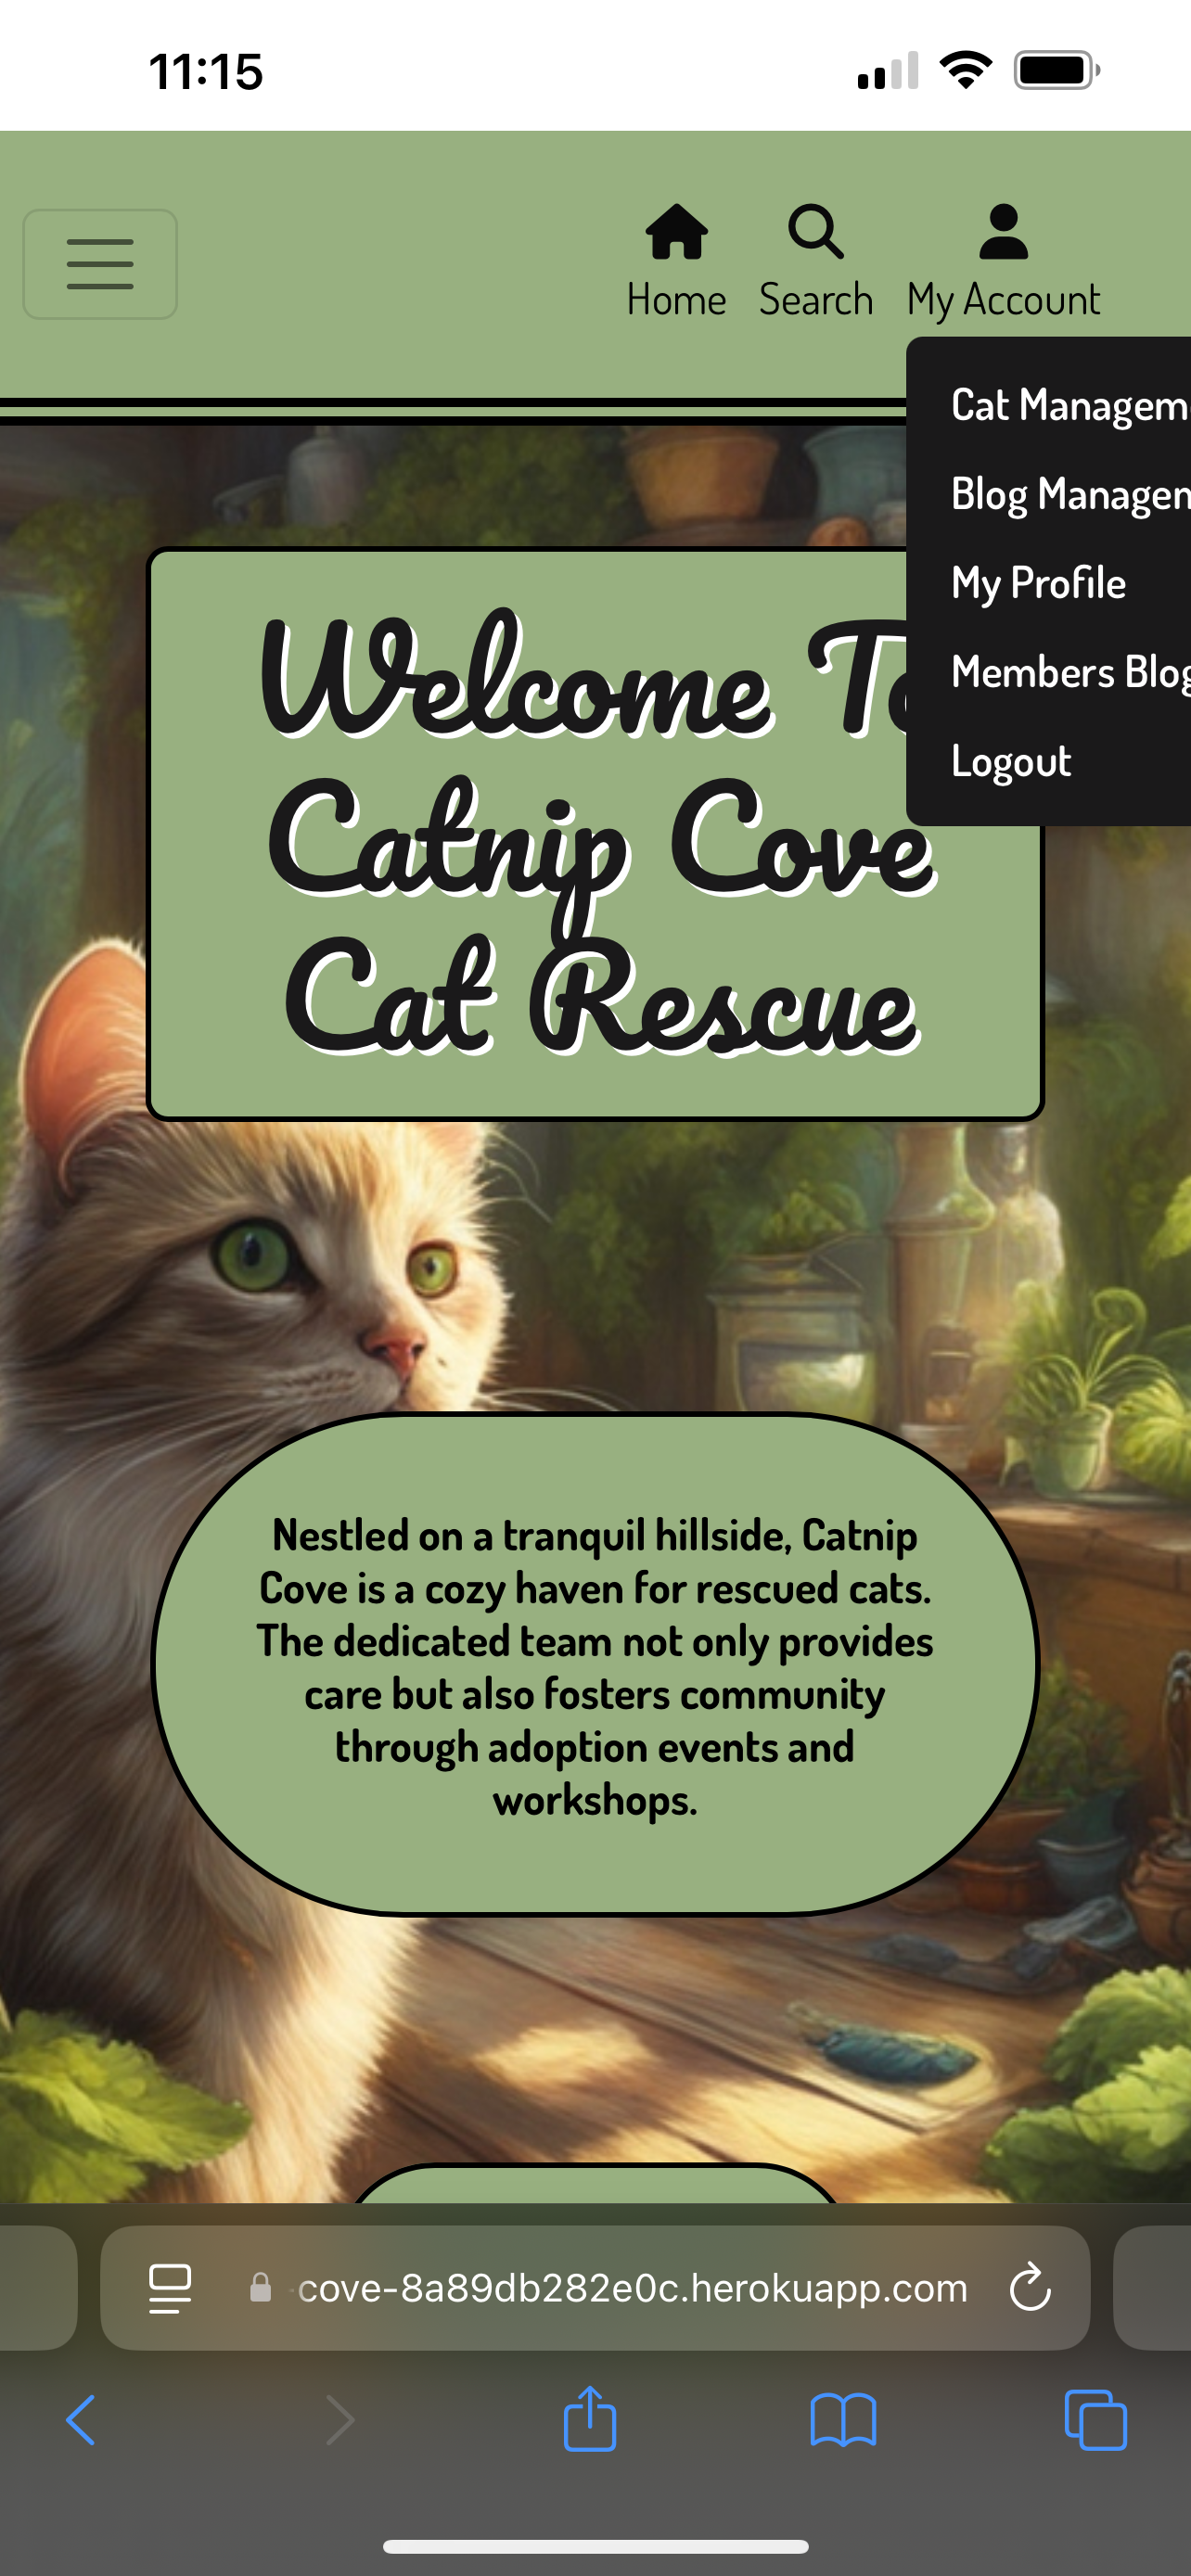 11:15
Home Search My Account
Cat Managem
Blog Managem
My Profile
Members Blog
Logout
Welcome To
Catnip Cove
Cat Rescue
Nestled on a tranquil hillside, Catnip
Cove is a cozy haven for rescued cats.
The dedicated team not only provides
care but also fosters community
through adoption events and
workshops.
-cove-8a89db282e0c.herokuapp.com